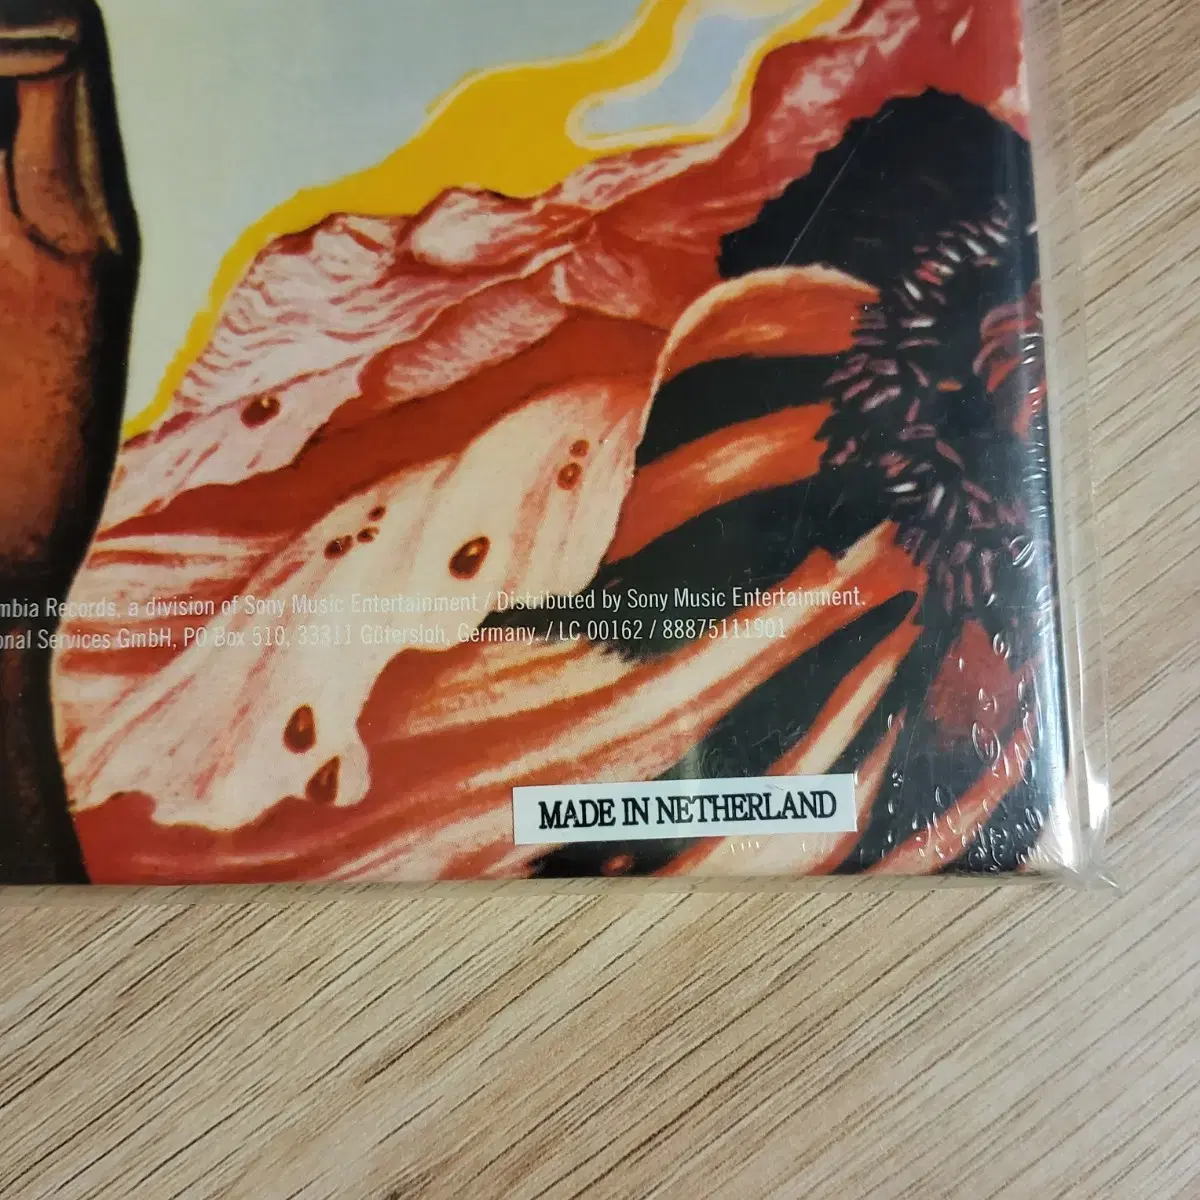 mbia Records, a division of Sony Music Entertainment / Distributed by Sony Music Entertainment.
onal Services GmbH, PO Box 510, 33311 Gütersloh, Germany. / LC 00162 / 88875111901
MADE IN NETHERLAND